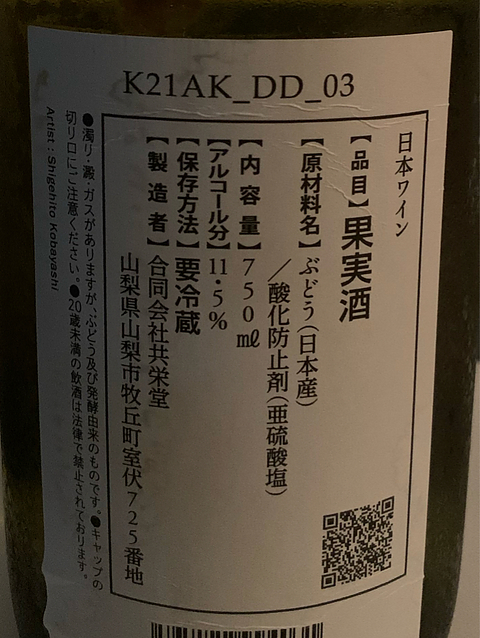 K21AK_DD_03
日本ワイン
【品目】果実酒
【原材料名】ぶどう(日本産)
／酸化防止剤(亜硫酸塩)
【内容量】750㎖
【アルコール分】11・5%
【保存方法】要冷蔵
【製造者】合同会社共栄堂
山梨県山梨市牧丘町室伏725番地
●濁り・澱・ガスがありますが、ぶどう及び発酵由来のものです。●キャップの
切り口にご注意ください。●20歳未満の飲酒は法律で禁止されております。
Artist : Shigehito Kobayashi